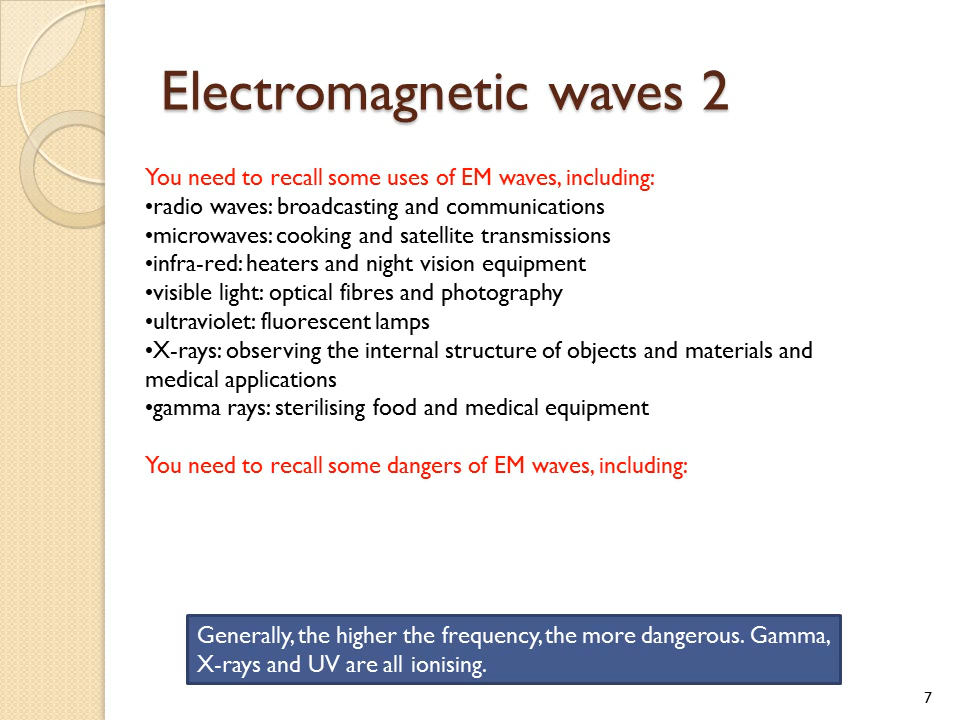 Electromagnetic waves 2
You need to recall some uses of EM waves, including:
•radio waves: broadcasting and communications
•microwaves: cooking and satellite transmissions
•infra-red: heaters and night vision equipment
•visible light: optical fibres and photography
•ultraviolet: fluorescent lamps
•X-rays: observing the internal structure of objects and materials and
medical applications
•gamma rays: sterilising food and medical equipment
You need to recall some dangers of EM waves, including:
Generally, the higher the frequency, the more dangerous. Gamma,
X-rays and UV are all ionising.
7